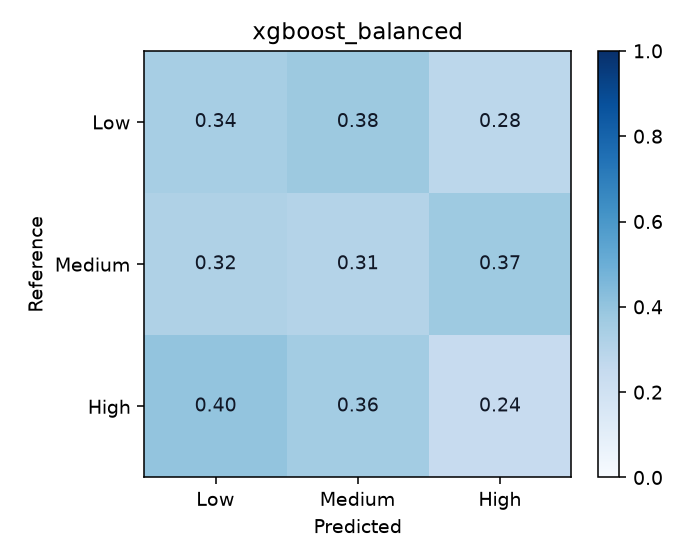 xgboost_balanced
Low 0.34 0.38 0.28
Medium 0.32 0.31 0.37
High 0.40 0.36 0.24
Low Medium High
Predicted
Reference
1.0
0.8
0.6
0.4
0.2
0.0